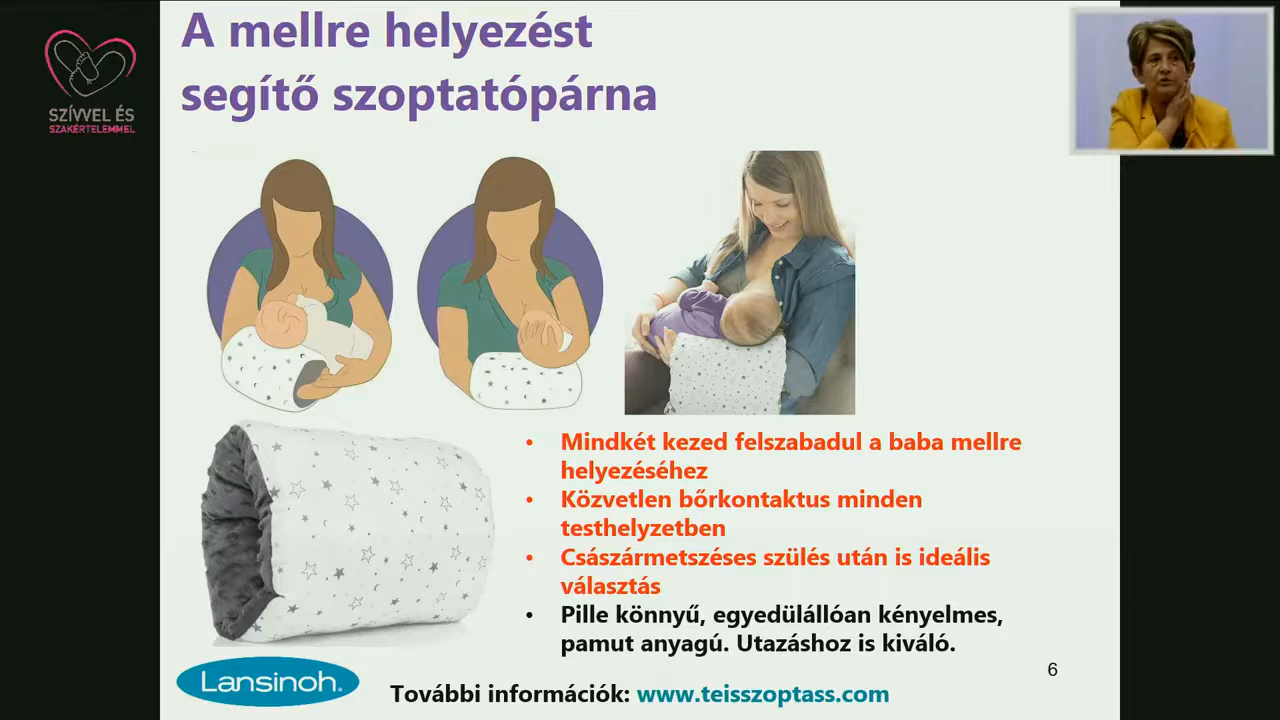 A mellre helyezést
segítő szoptatópárna
SZÍVVEL ÉS
SZAKÉRTELEMMEL
• Mindkét kezed felszabadul a baba mellre
helyezéséhez
• Közvetlen bőrkontaktus minden
testhelyzetben
• Császármetszéses szülés után is ideális
választás
• Pille könnyű, egyedülállóan kényelmes,
pamut anyagú. Utazáshoz is kiváló.
6
Lansinoh®
További információk: www.teisszoptass.com